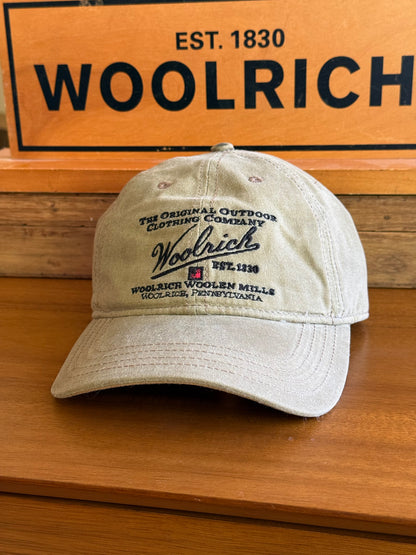 EST. 1830
WOOLRICH
THE ORIGINAL OUTDOOR
CLOTHING COMPANY
Woolrich
EST. 1830
WOOLRICH WOOLEN MILLS
WOOLRICH, PENNSYLVANIA